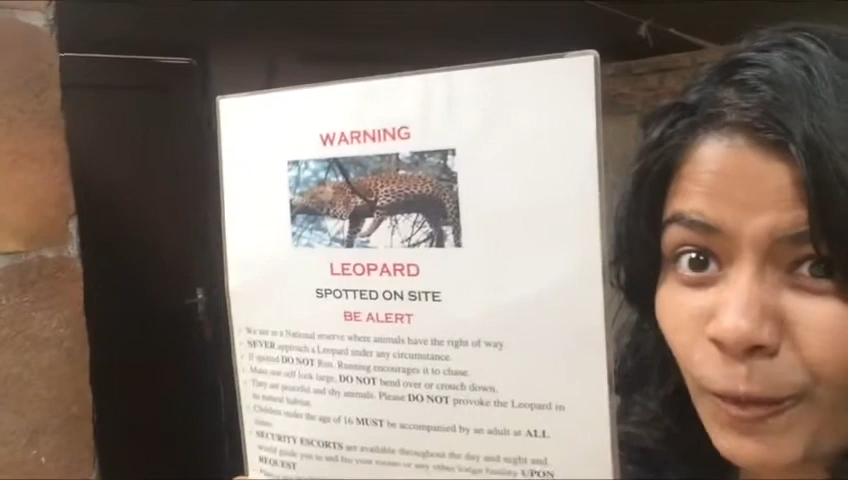 WARNING
LEOPARD
SPOTTED ON SITE
BE ALERT
We are in a National reserve where animals have the right of way
NEVER approach a Leopard under any circumstance.
If spotted DO NOT Run. Running encourages it to chase.
Make one self look large, DO NOT bend over or crouch down.
They are peaceful and shy animals. Please DO NOT provoke the Leopard in
its natural habitat.
Children under the age of 16 MUST be accompanied by an adult at ALL
times.
SECURITY ESCORTS are available throughout the day and night and
would guide you to and fro your rooms or any other lodge facility UPON
REQUEST